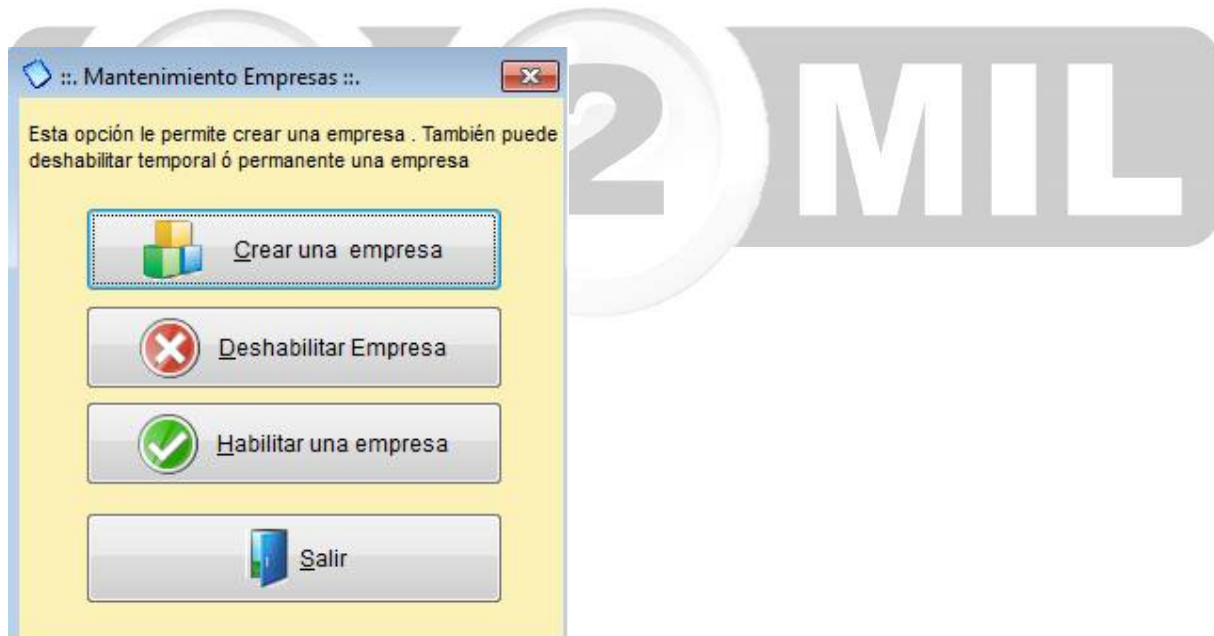 ::. Mantenimiento Empresas ::.
Esta opción le permite crear una empresa . También puede
deshabilitar temporal ó permanente una empresa
Crear una empresa
Deshabilitar Empresa
Habilitar una empresa
Salir
2 MIL